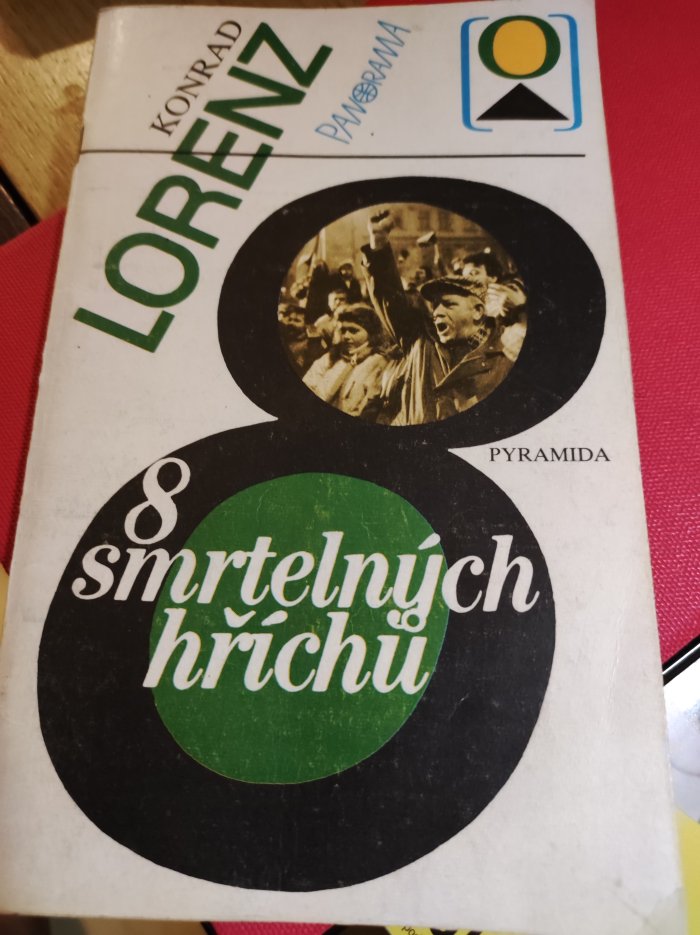 KONRAD
LORENZ
PANORAMA
PYRAMIDA
8
smrtelných
hříchů